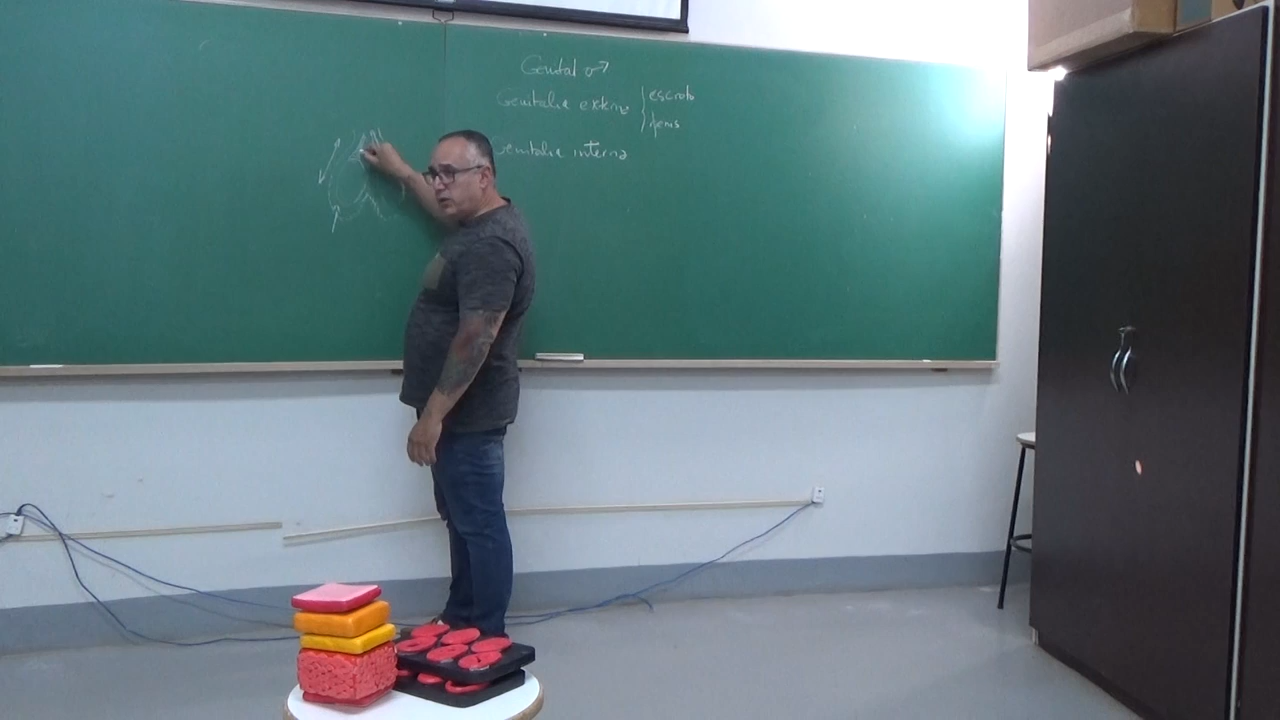 Genital ♂
Genitalia externa escroto
pênis
Genitalia interna